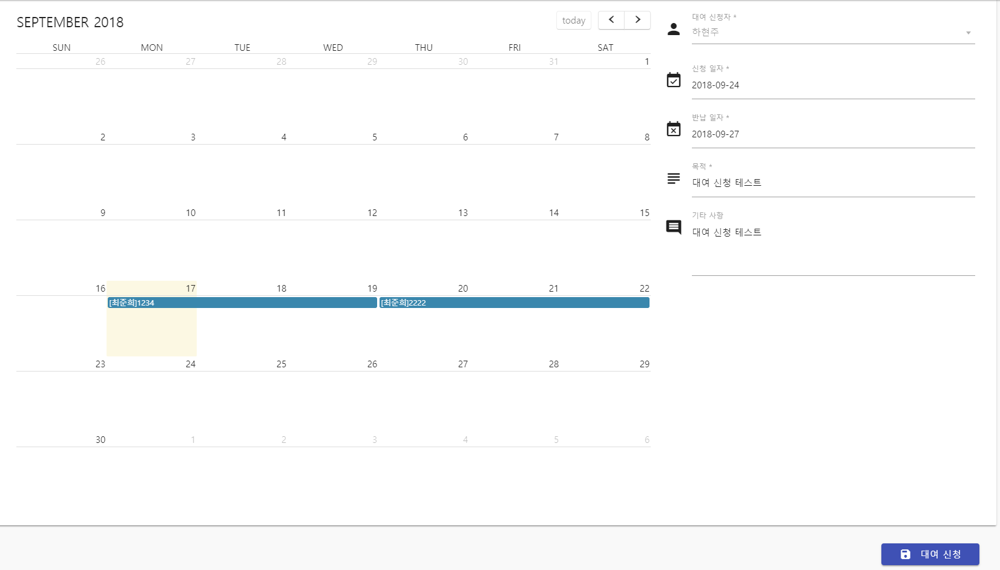 SEPTEMBER 2018
today
SUN MON TUE WED THU FRI SAT
26 27 28 29 30 31 1
2 3 4 5 6 7 8
9 10 11 12 13 14 15
16 17 18 19 20 21 22
[최준희]1234 [최준희]2222
23 24 25 26 27 28 29
30 1 2 3 4 5 6
대여 신청자 *
하현주
신청 일자 *
2018-09-24
반납 일자 *
2018-09-27
목적 *
대여 신청 테스트
기타 사항
대여 신청 테스트
대여 신청